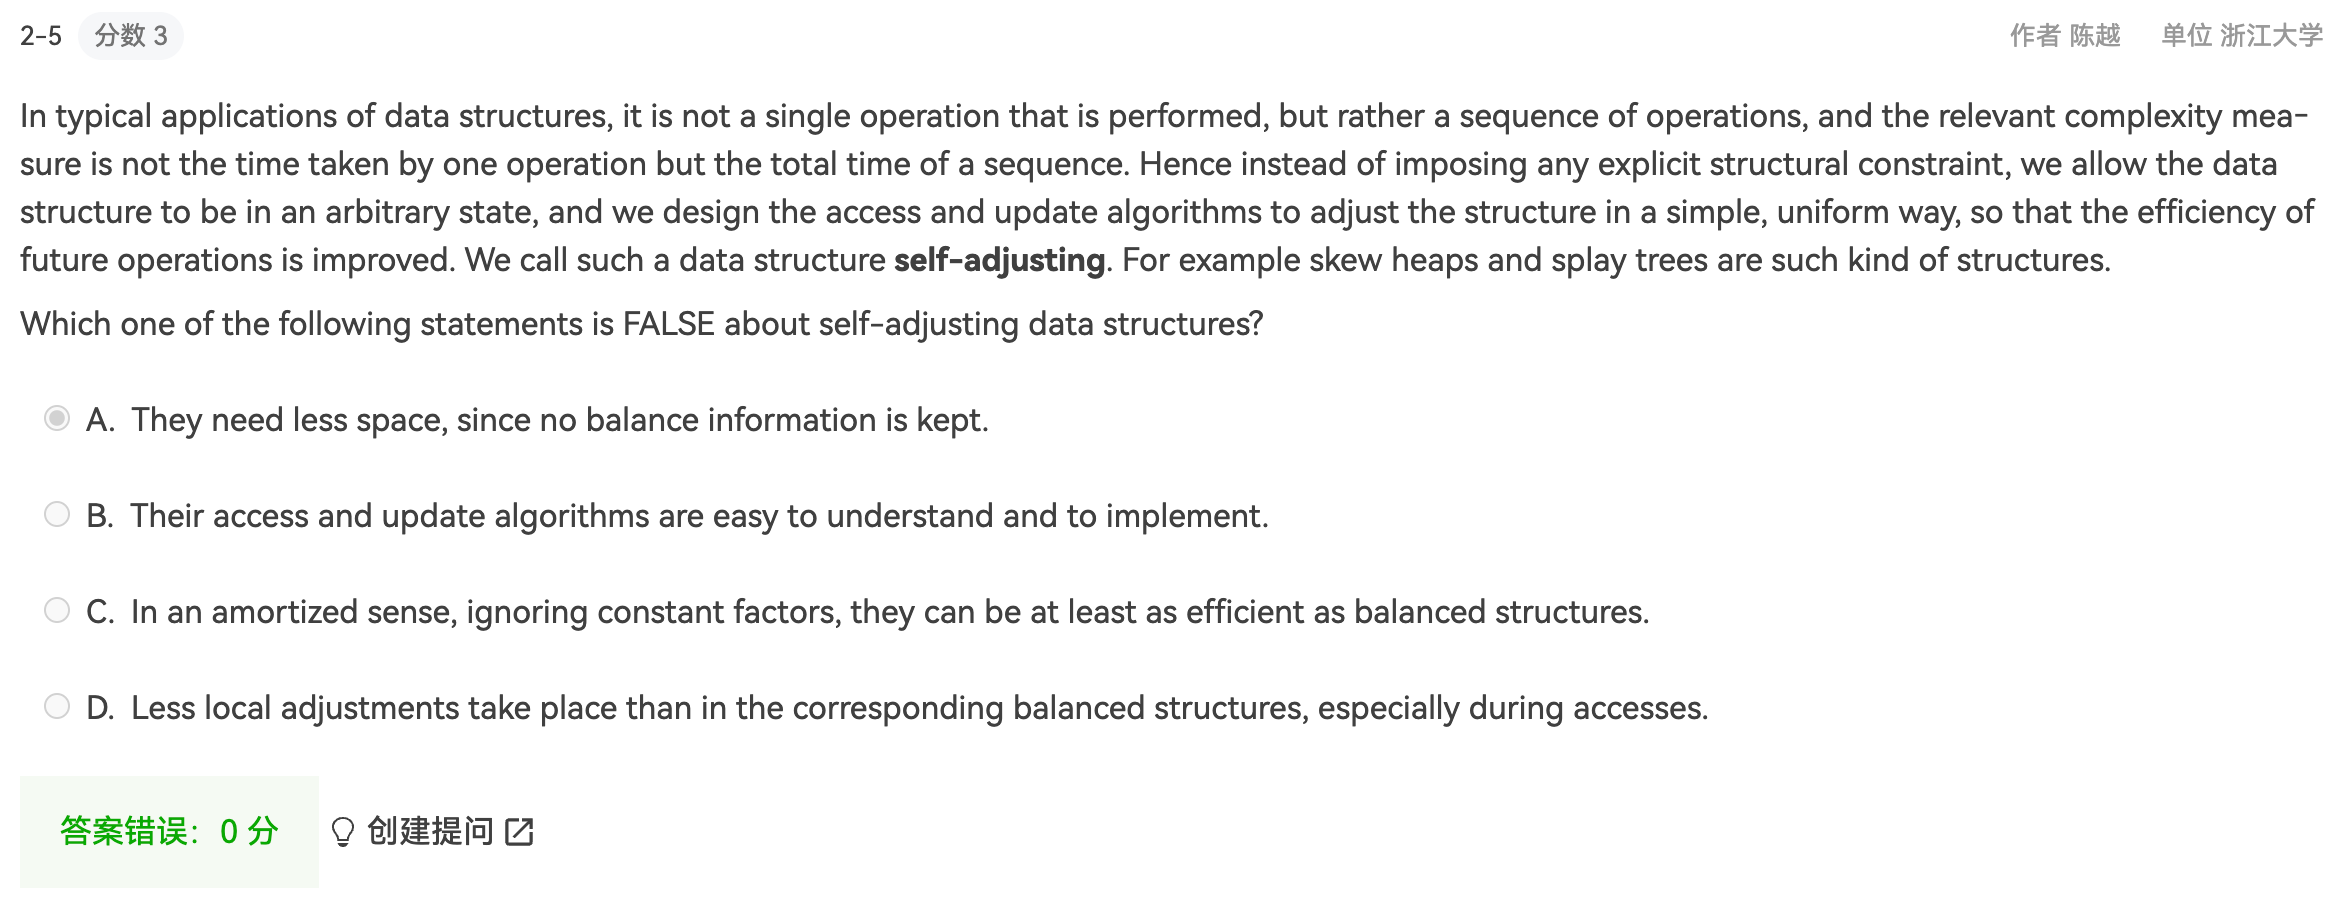 2-5 分数 3 作者 陈越 单位 浙江大学
In typical applications of data structures, it is not a single operation that is performed, but rather a sequence of operations, and the relevant complexity mea-
sure is not the time taken by one operation but the total time of a sequence. Hence instead of imposing any explicit structural constraint, we allow the data
structure to be in an arbitrary state, and we design the access and update algorithms to adjust the structure in a simple, uniform way, so that the efficiency of
future operations is improved. We call such a data structure self-adjusting. For example skew heaps and splay trees are such kind of structures.
Which one of the following statements is FALSE about self-adjusting data structures?
A. They need less space, since no balance information is kept.
B. Their access and update algorithms are easy to understand and to implement.
C. In an amortized sense, ignoring constant factors, they can be at least as efficient as balanced structures.
D. Less local adjustments take place than in the corresponding balanced structures, especially during accesses.
答案错误：0 分 创建提问